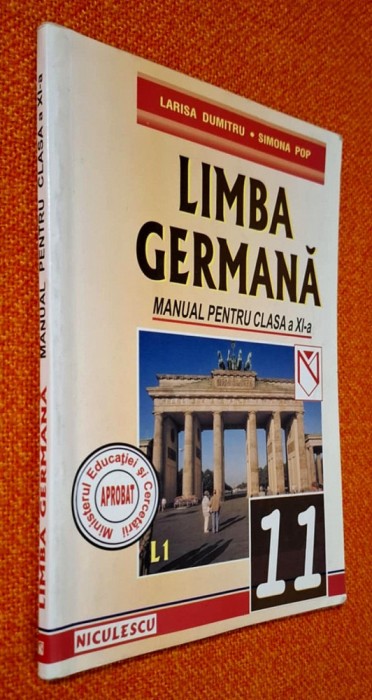 LARISA DUMITRU • SIMONA POP
LIMBA
GERMANĂ
MANUAL PENTRU CLASA a XI-a
Ministerul Educației și Cercetării
APROBAT
L1
11
NICULESCU
LIMBA GERMANĂ MANUAL PENTRU CLASA a XI-a